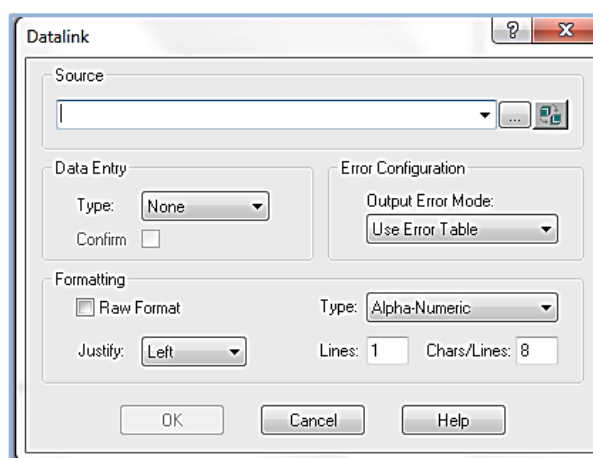 Datalink ? X
Source
...
Data Entry
Type: None
Confirm
Error Configuration
Output Error Mode:
Use Error Table
Formatting
Raw Format Type: Alpha-Numeric
Justify: Left Lines: 1 Chars/Lines: 8
OK Cancel Help